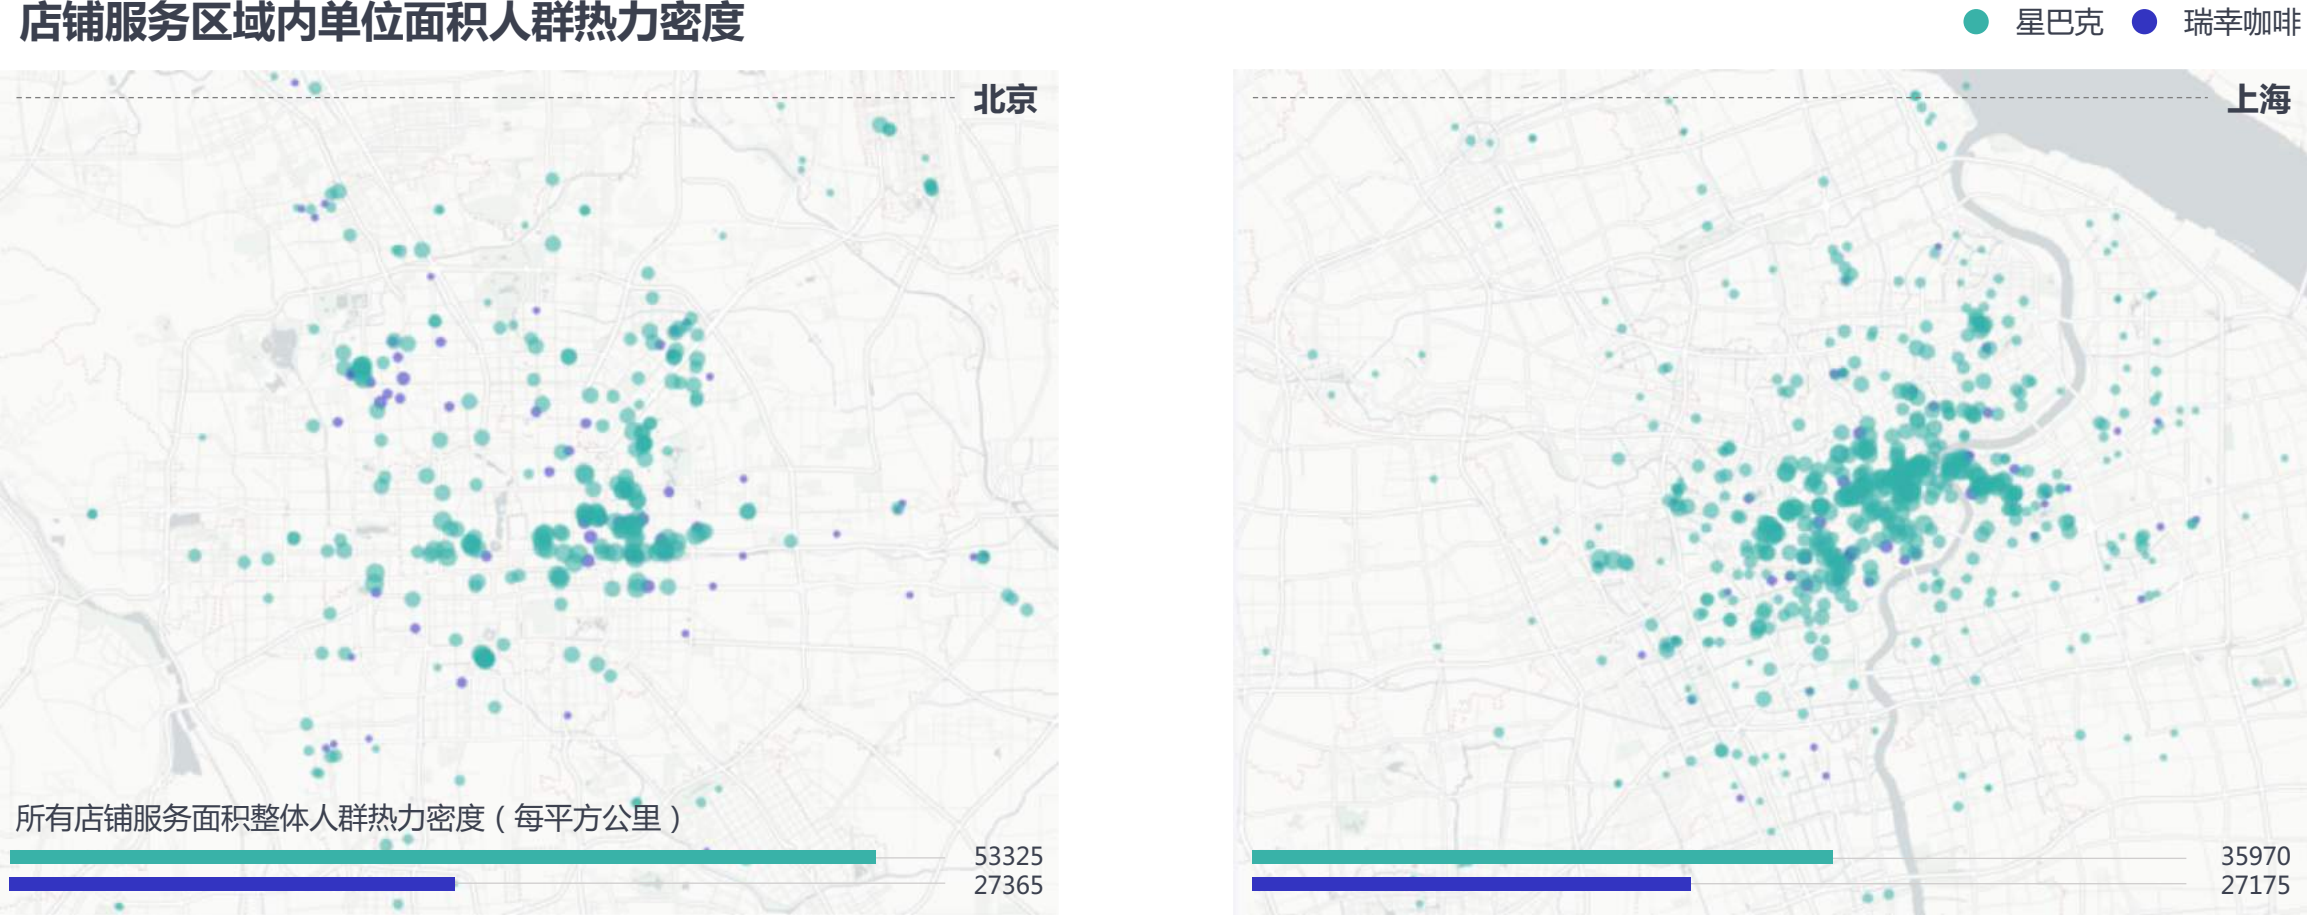 店铺服务区域内单位面积人群热力密度
星巴克 瑞幸咖啡
北京
上海
所有店铺服务面积整体人群热力密度（每平方公里）
53325
27365
35970
27175